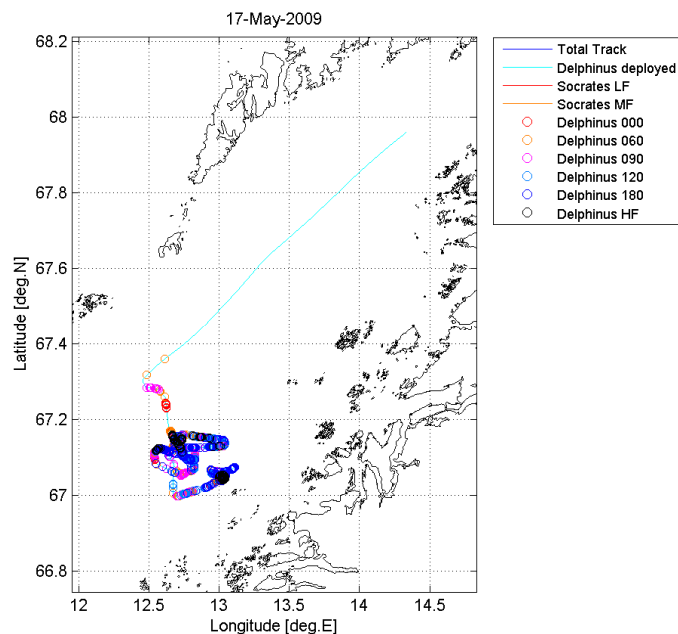 17-May-2009
68.2
68
67.8
67.6
67.4
67.2
67
66.8
12
12.5
13
13.5
14
14.5
Latitude [deg.N]
Longitude [deg.E]
Total Track
Delphinus deployed
Socrates LF
Socrates MF
Delphinus 000
Delphinus 060
Delphinus 090
Delphinus 120
Delphinus 180
Delphinus HF